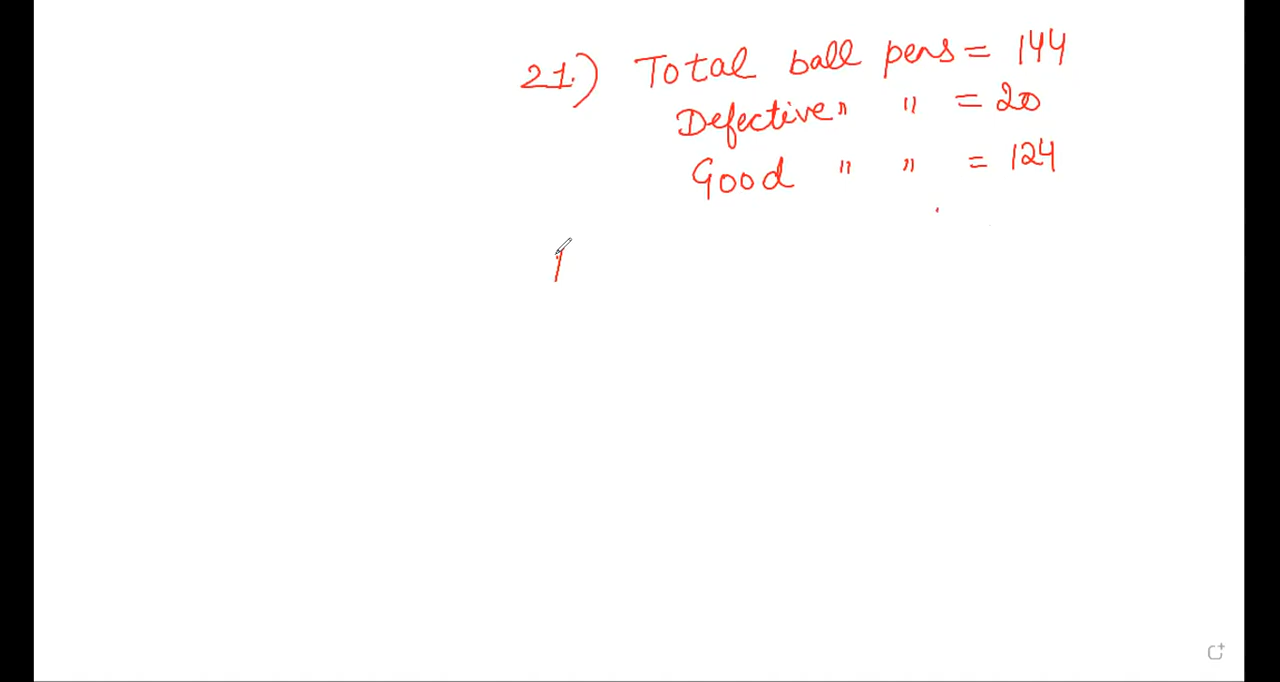 21.) Total ball pens = 144
Defective " " = 20
Good " " = 124